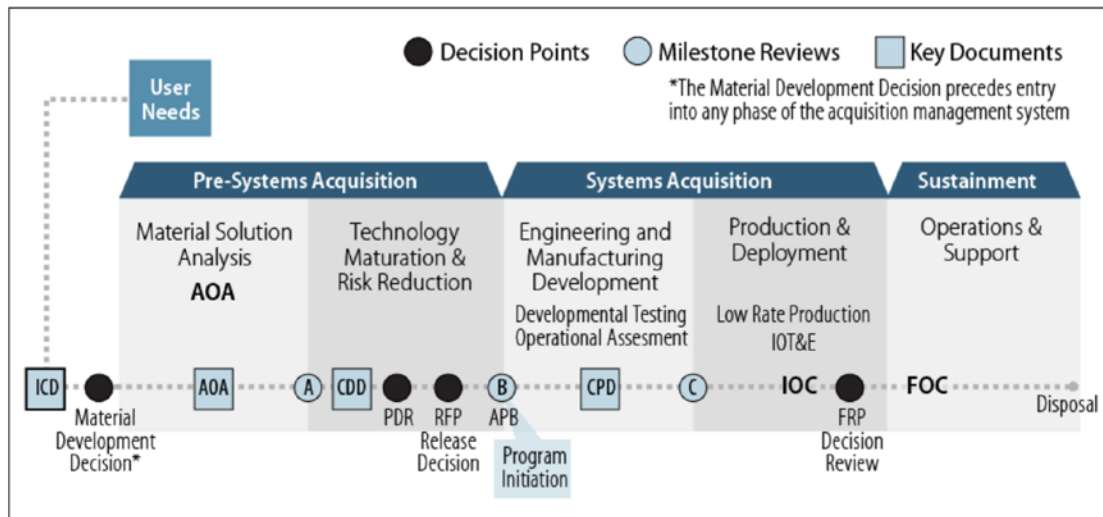 Decision Points
Milestone Reviews
Key Documents
*The Material Development Decision precedes entry
into any phase of the acquisition management system
User
Needs
Pre-Systems Acquisition
Systems Acquisition
Sustainment
Material Solution
Analysis
AOA
Technology
Maturation &
Risk Reduction
Engineering and
Manufacturing
Development
Developmental Testing
Operational Assesment
Production &
Deployment
Low Rate Production
IOT&E
Operations &
Support
ICD
AOA
A
CDD
B
CPD
C
IOC
FOC
Material
Development
Decision*
PDR
RFP
Release
Decision
APB
Program
Initiation
FRP
Decision
Review
Disposal